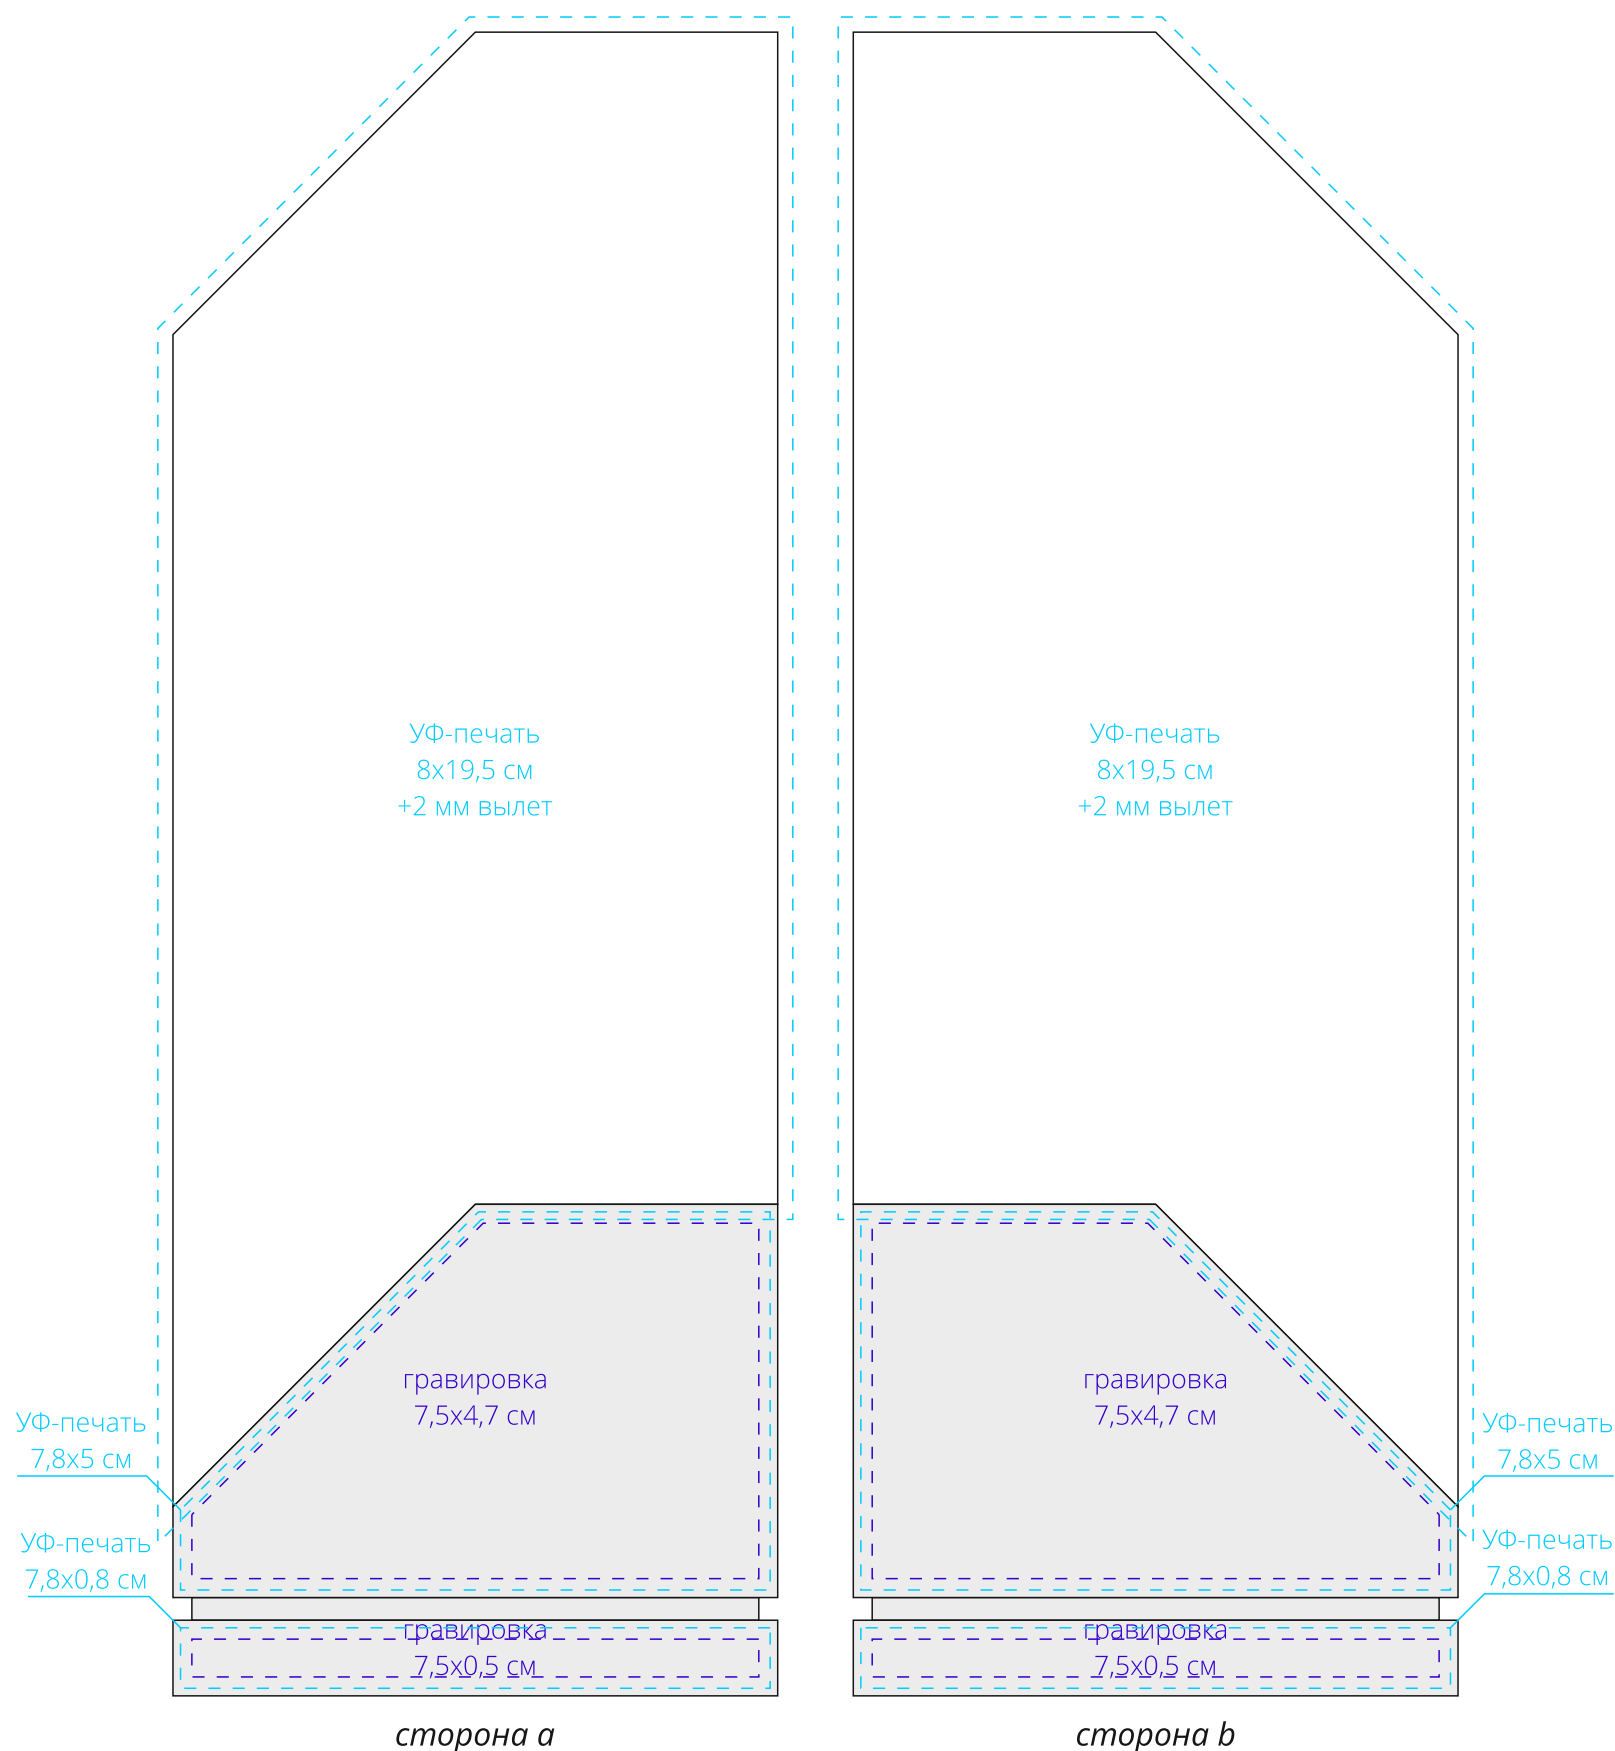 УФ-печать
8x19,5 см
+2 мм вылет
УФ-печать
8x19,5 см
+2 мм вылет
гравировка
7,5x4,7 см
гравировка
7,5x4,7 см
УФ-печать
7,8x5 см
УФ-печать
7,8x5 см
УФ-печать
7,8x0,8 см
УФ-печать
7,8x0,8 см
гравировка
7,5x0,5 см
гравировка
7,5x0,5 см
сторона a
сторона b